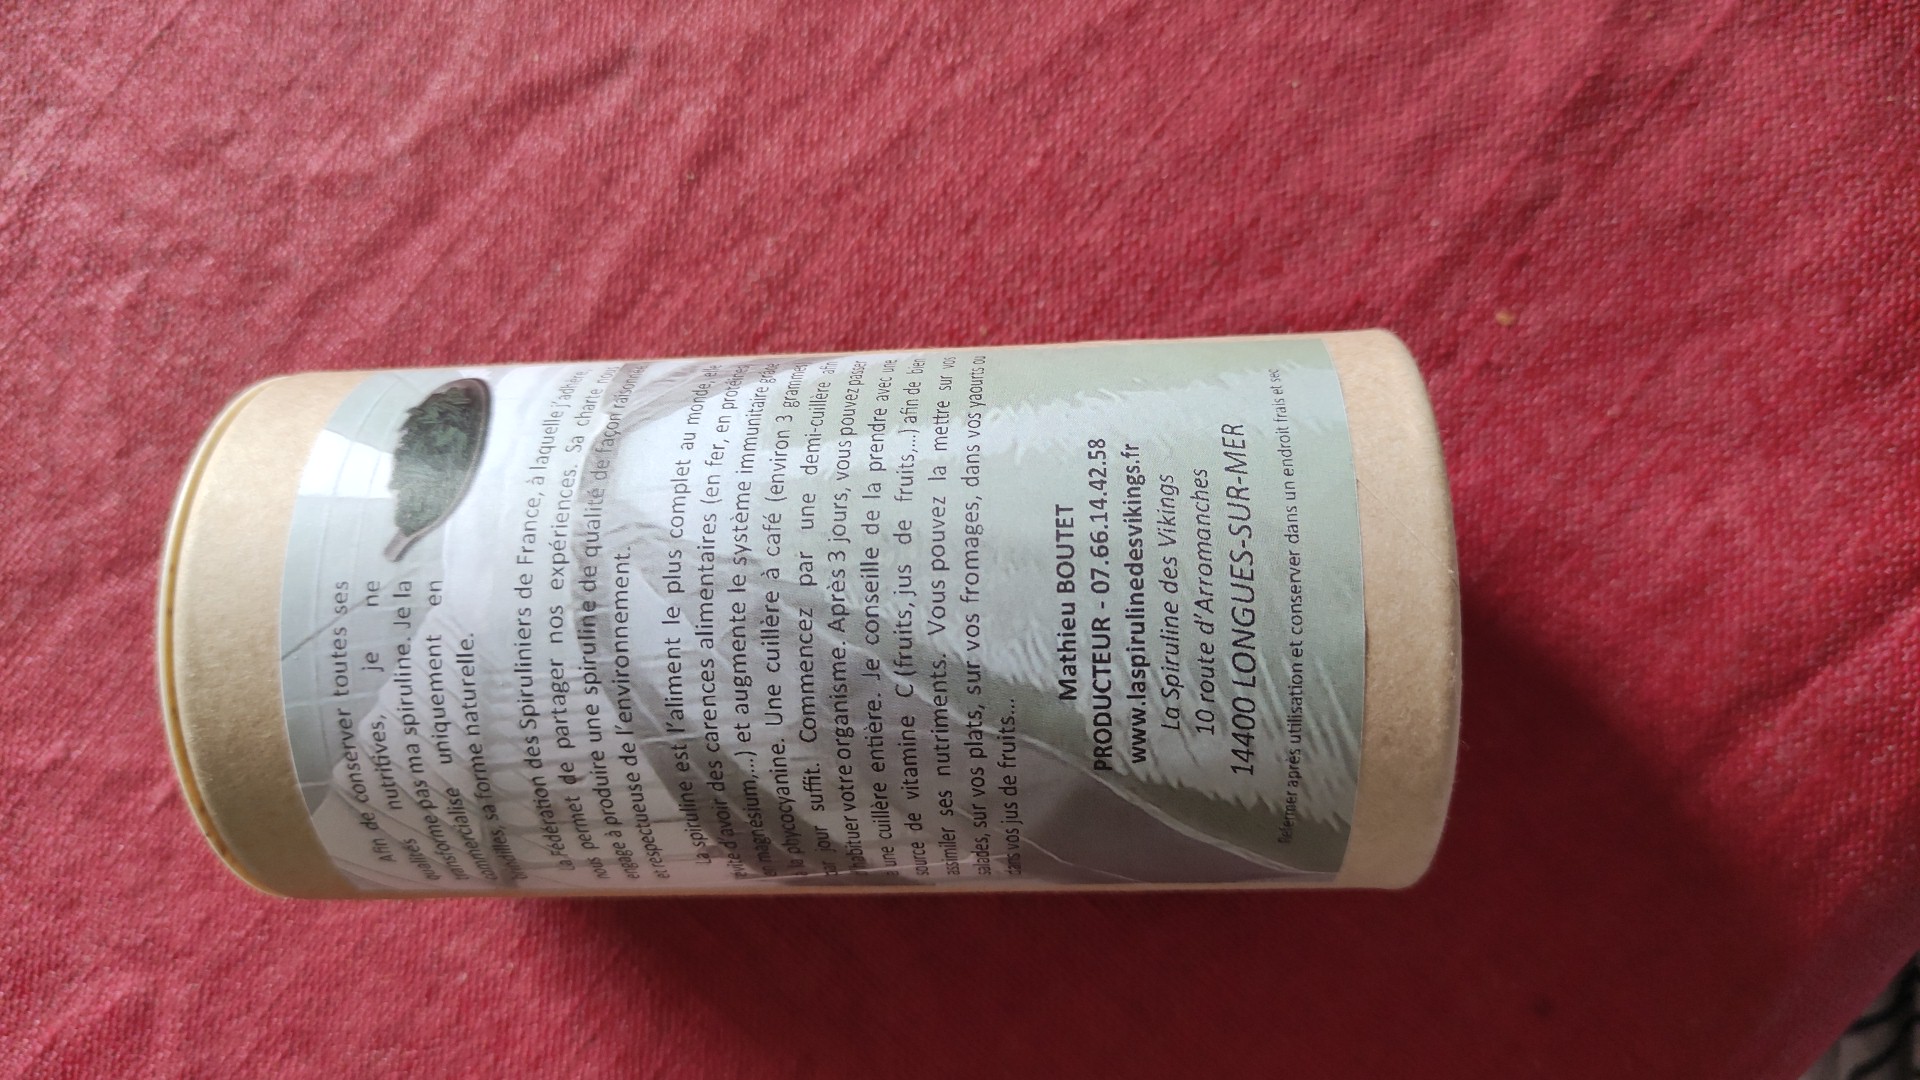 Afin de conserver toutes ses
qualités nutritives, je ne
transforme pas ma spiruline. Je la
commercialise uniquement en
brindilles, sa forme naturelle.
La Fédération des Spiruliniers de France, à laquelle j'adhère,
nous permet de partager nos expériences. Sa charte nous
engage à produire une spiruline de qualité de façon raisonnée
et respectueuse de l'environnement.
La spiruline est l'aliment le plus complet au monde, elle
évite d'avoir des carences alimentaires (en fer, en protéines,
en magnésium,...) et augmente le système immunitaire grâce
à la phycocyanine. Une cuillère à café (environ 3 grammes)
par jour suffit. Commencez par une demi-cuillère afin
d'habituer votre organisme. Après 3 jours, vous pouvez passer
à une cuillère entière. Je conseille de la prendre avec une
source de vitamine C (fruits, jus de fruits,...) afin de bien
assimiler ses nutriments. Vous pouvez la mettre sur vos
salades, sur vos plats, sur vos fromages, dans vos yaourts ou
dans vos jus de fruits...
Mathieu BOUTET
PRODUCTEUR - 07.66.14.42.58
www.laspirulinedesvikings.fr
La Spiruline des Vikings
10 route d'Arromanches
14400 LONGUES-SUR-MER
Refermer après utilisation et conserver dans un endroit frais et sec